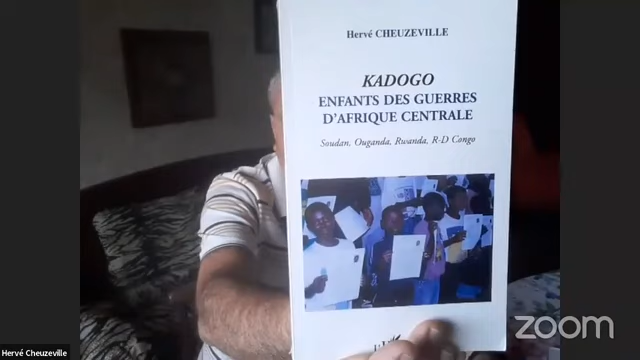 Hervé CHEUZEVILLE
KADOGO
ENFANTS DES GUERRES
D'AFRIQUE CENTRALE
Soudan, Ouganda, Rwanda, R-D Congo
zoom
Hervé Cheuzeville